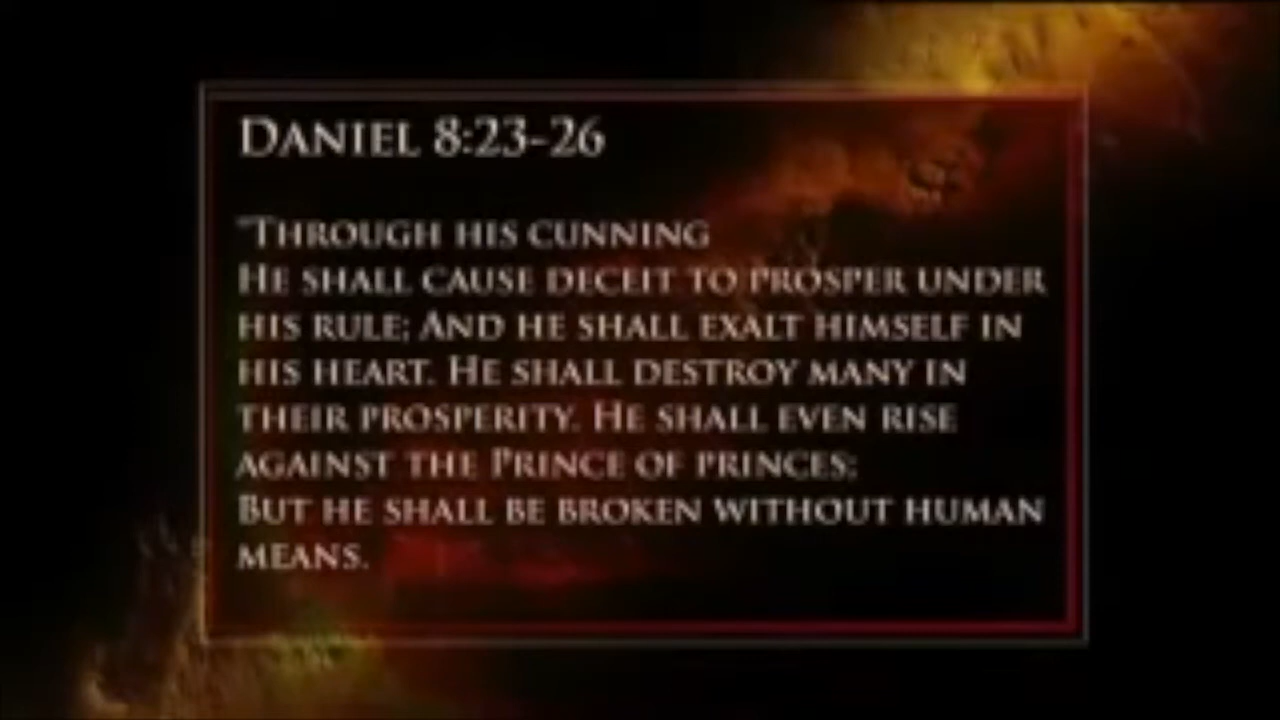 Daniel 8:23-26
"Through his cunning
He shall cause deceit to prosper under
his rule; And he shall exalt himself in
his heart. He shall destroy many in
their prosperity. He shall even rise
against the Prince of princes;
But he shall be broken without human
means.